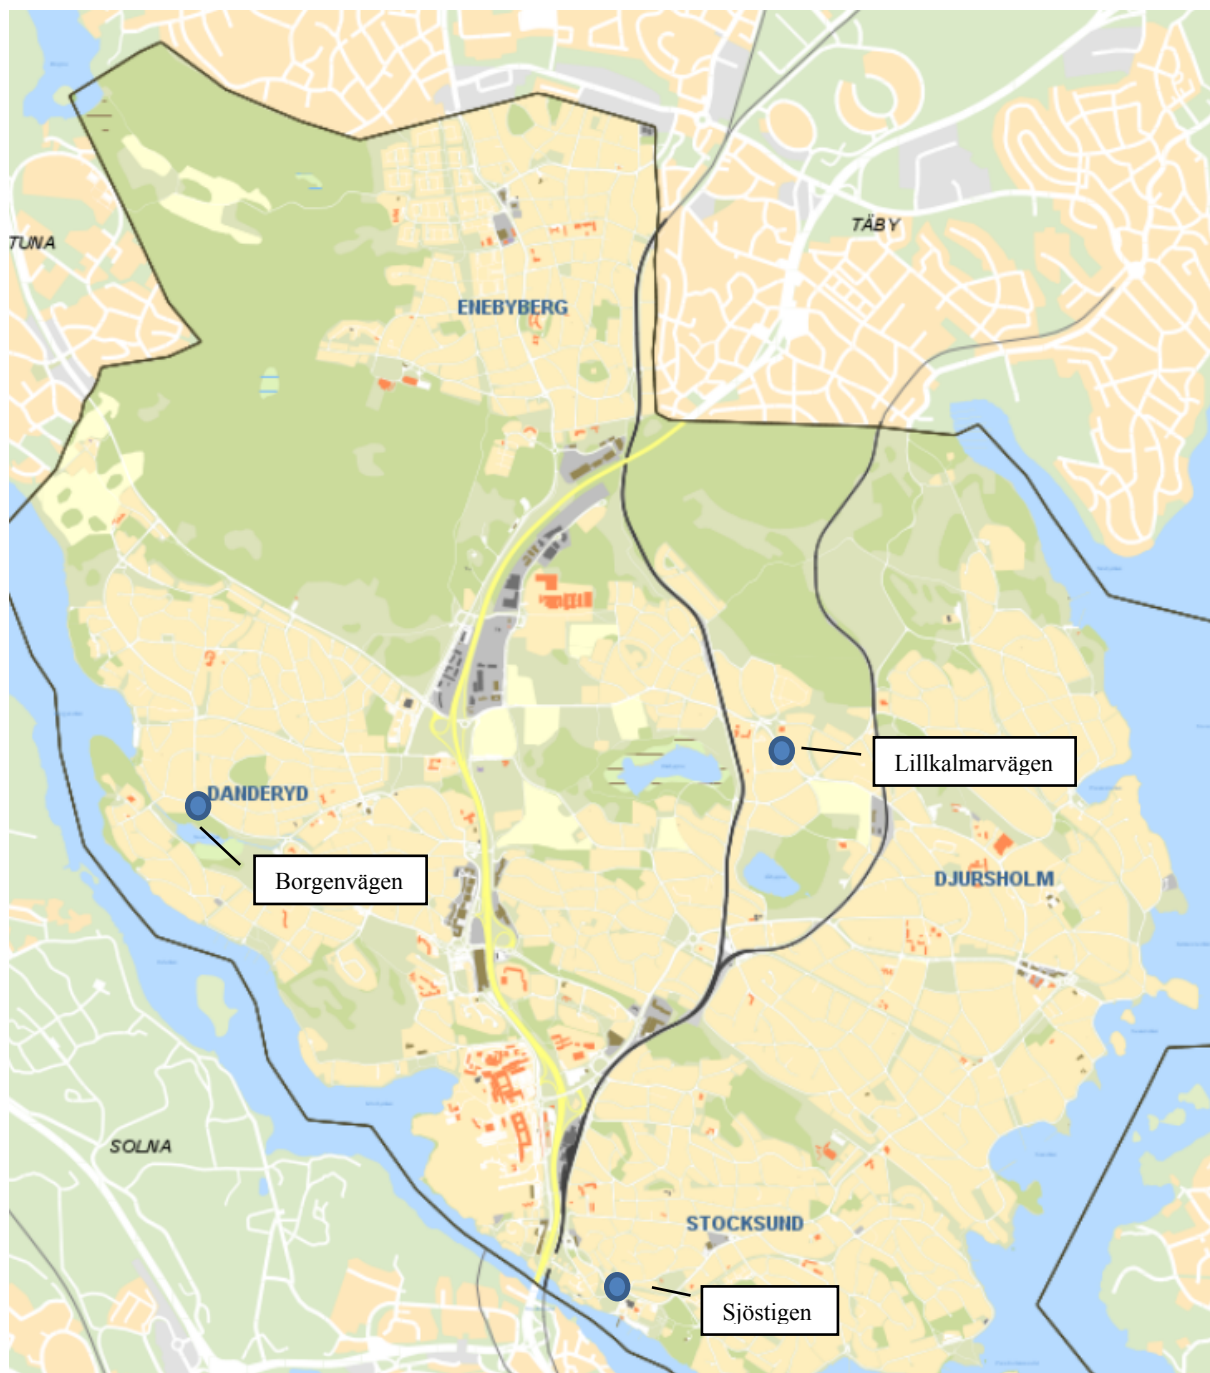 TÄBY
TUNA
ENEBYBERG
Lillkalmarvägen
DANDERYD
Borgenvägen
DJURSHOLM
SOLNA
STOCKSUND
Sjöstigen